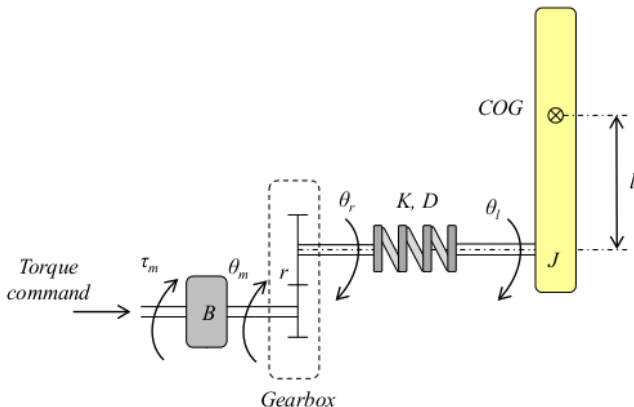 COG
l
θr
K, D
θl
τm
θm
r
J
Torque
command
B
Gearbox